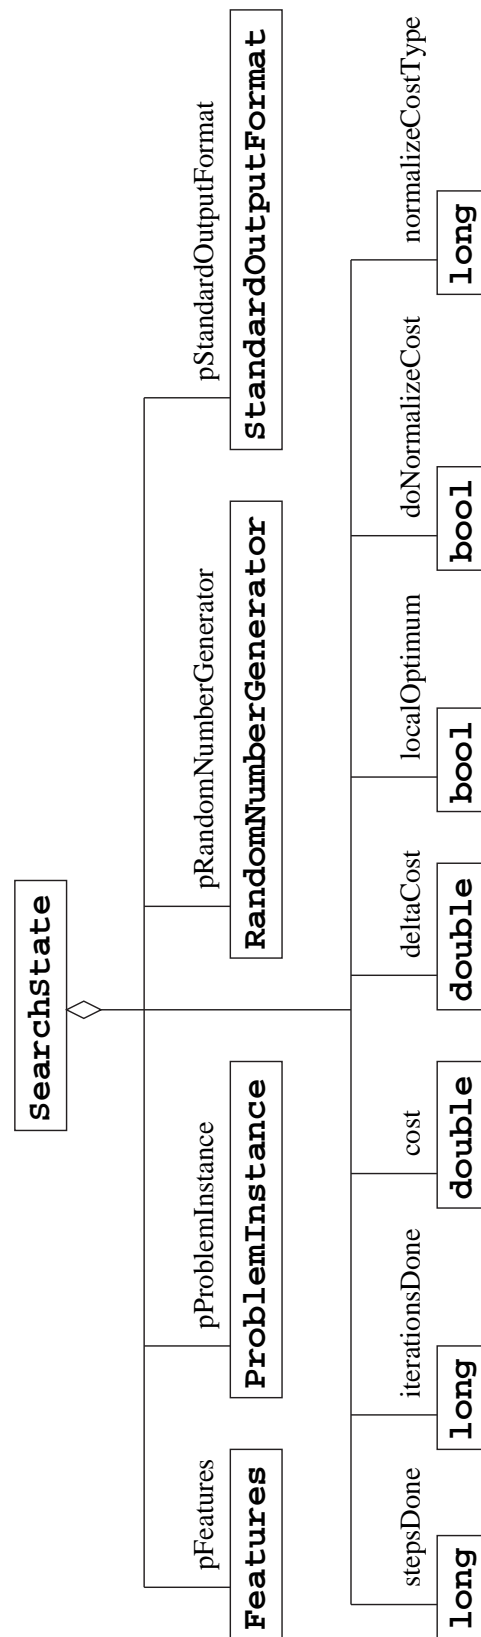 SearchState
pFeatures
Features
pProblemInstance
ProblemInstance
pRandomNumberGenerator
RandomNumberGenerator
pStandardOutputFormat
StandardOutputFormat
stepsDone
long
iterationsDone
long
cost
double
deltaCost
double
localOptimum
bool
doNormalizeCost
bool
normalizeCostType
long